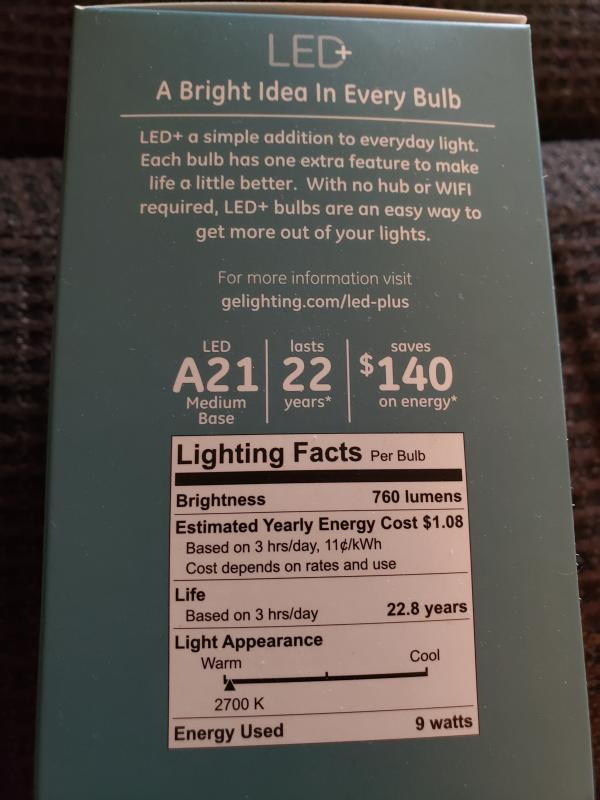 LED+
A Bright Idea In Every Bulb
LED+ a simple addition to everyday light.
Each bulb has one extra feature to make
life a little better. With no hub or WIFI
required, LED+ bulbs are an easy way to
get more out of your lights.
For more information visit
gelighting.com/led-plus
LED
A21
Medium
Base
lasts
22
years*
saves
$140
on energy*
Lighting Facts Per Bulb
Brightness 760 lumens
Estimated Yearly Energy Cost $1.08
Based on 3 hrs/day, 11¢/kWh
Cost depends on rates and use
Life
Based on 3 hrs/day 22.8 years
Light Appearance
Warm Cool
2700 K
Energy Used 9 watts